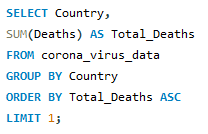 SELECT Country,
SUM(Deaths) AS Total_Deaths
FROM corona_virus_data
GROUP BY Country
ORDER BY Total_Deaths ASC
LIMIT 1;